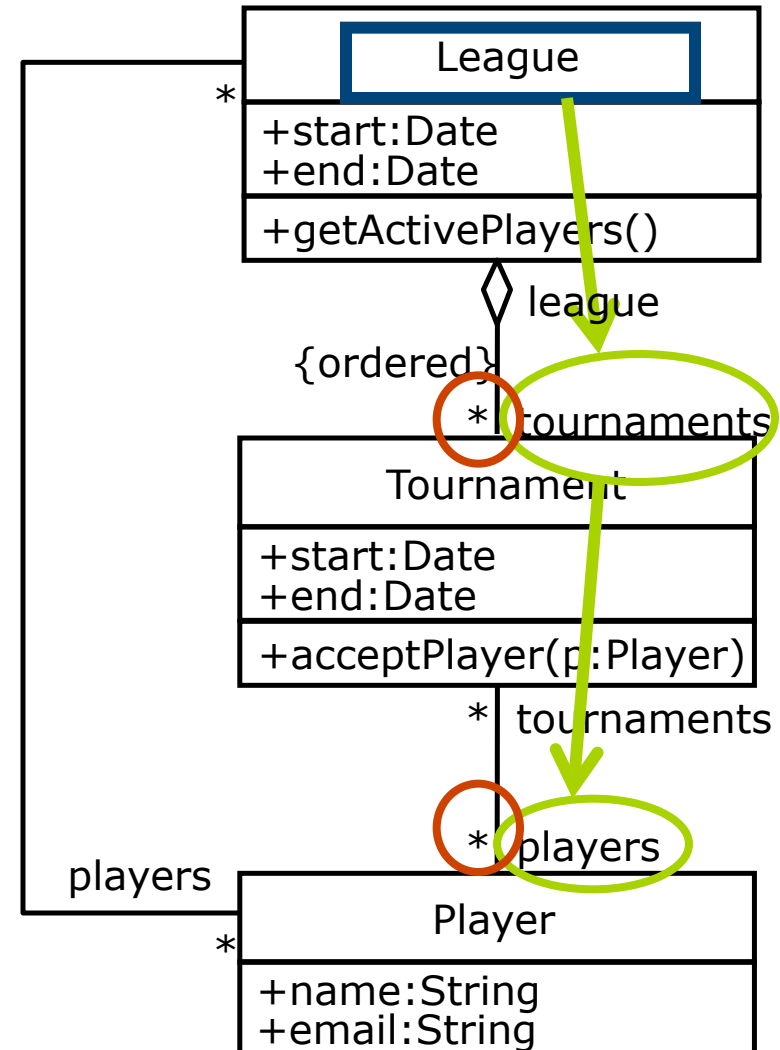 League
*
+start:Date
+end:Date
+getActivePlayers()
league
{ordered}
* tournaments
Tournament
+start:Date
+end:Date
+acceptPlayer(p:Player)
* tournaments
* players
players
Player
*
+name:String
+email:String